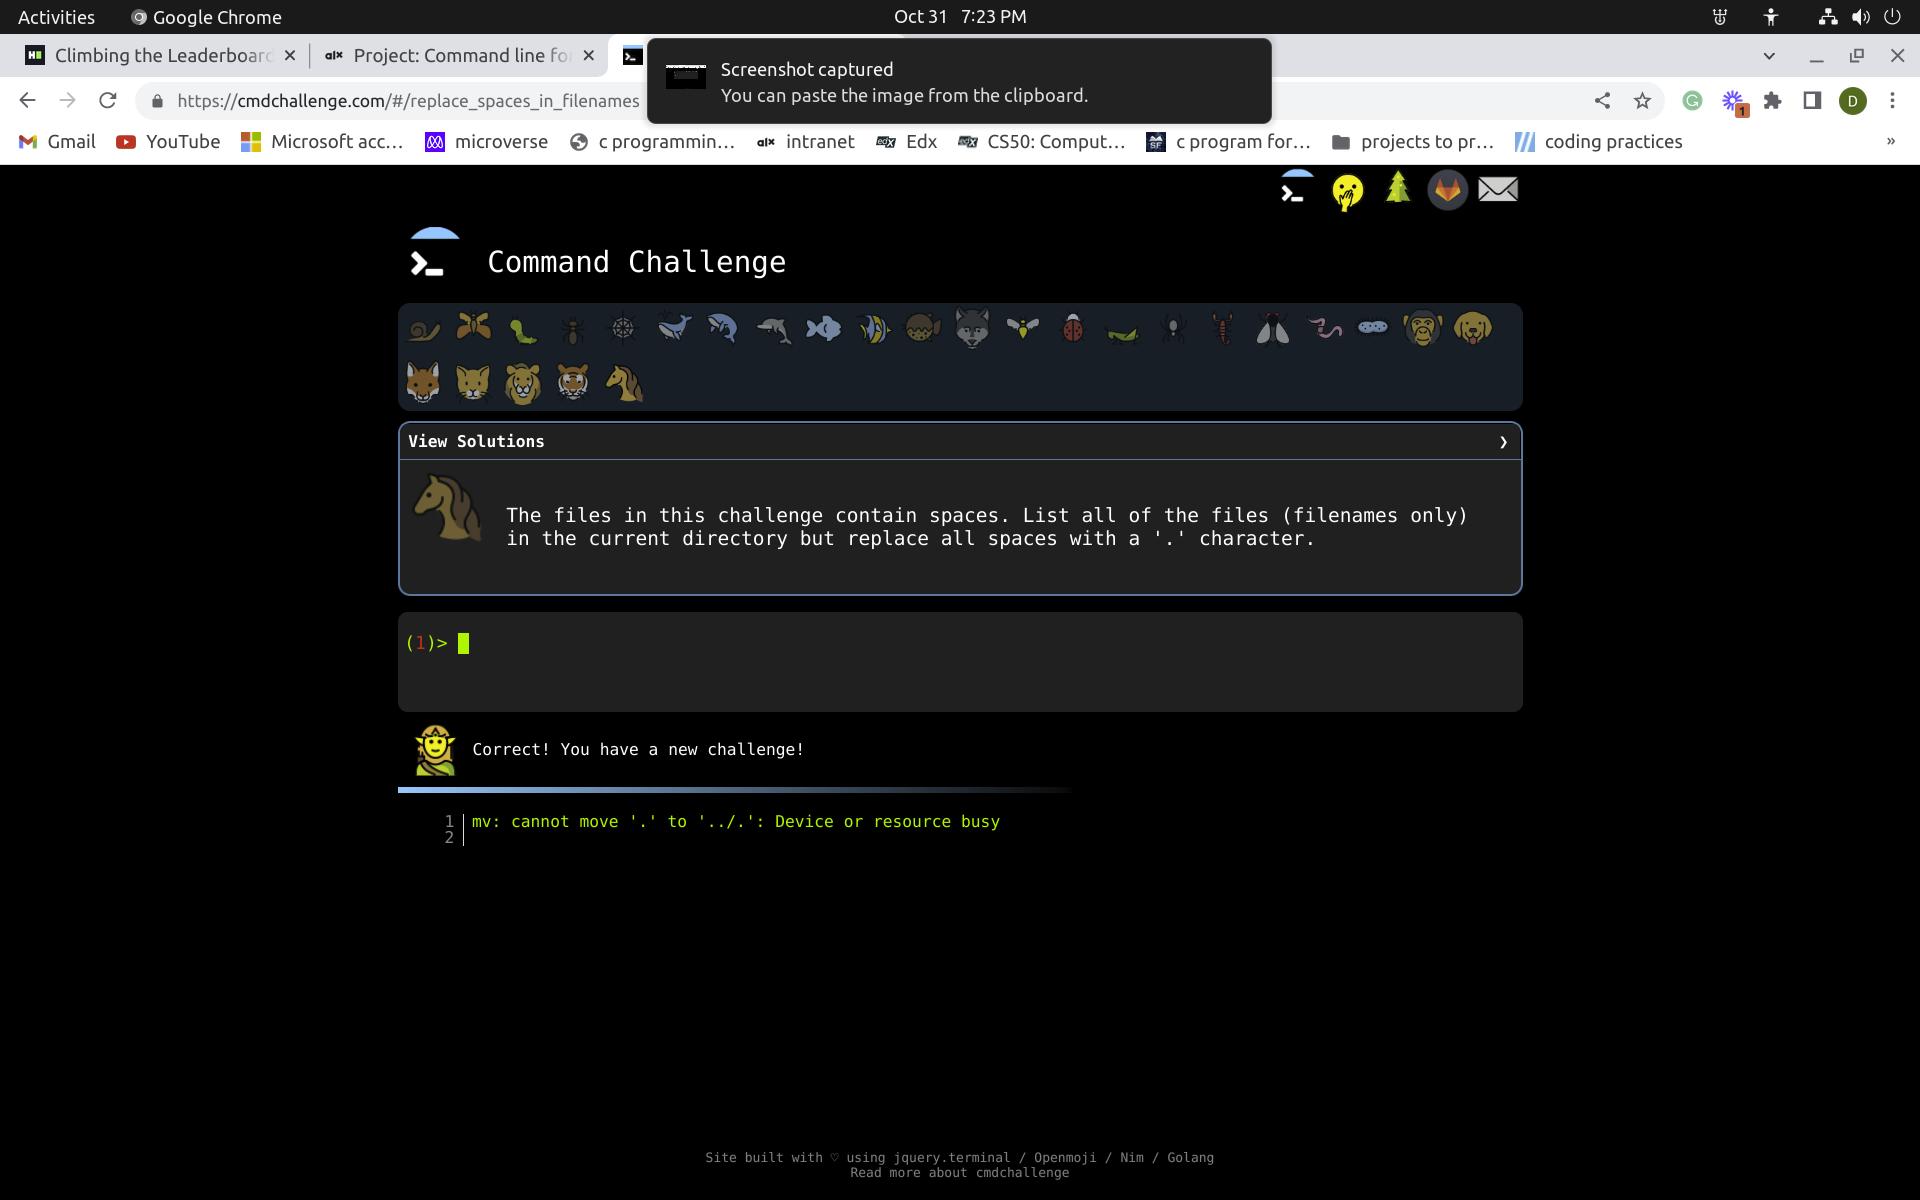 Activities Google Chrome Oct 31 7:23 PM
Climbing the Leaderboard Project: Command line fo
Screenshot captured
You can paste the image from the clipboard.
https://cmdchallenge.com/#/replace_spaces_in_filenames 1 D
Gmail YouTube Microsoft acc... microverse c programmin... alx intranet edX Edx edX CS50: Comput... c program for... projects to pr... coding practices »
Command Challenge
View Solutions ❯
The files in this challenge contain spaces. List all of the files (filenames only)
in the current directory but replace all spaces with a '.' character.
(1)>
Correct! You have a new challenge!
1 mv: cannot move '.' to '../.': Device or resource busy
2
Site built with ♡ using jquery.terminal / Openmoji / Nim / Golang
Read more about cmdchallenge